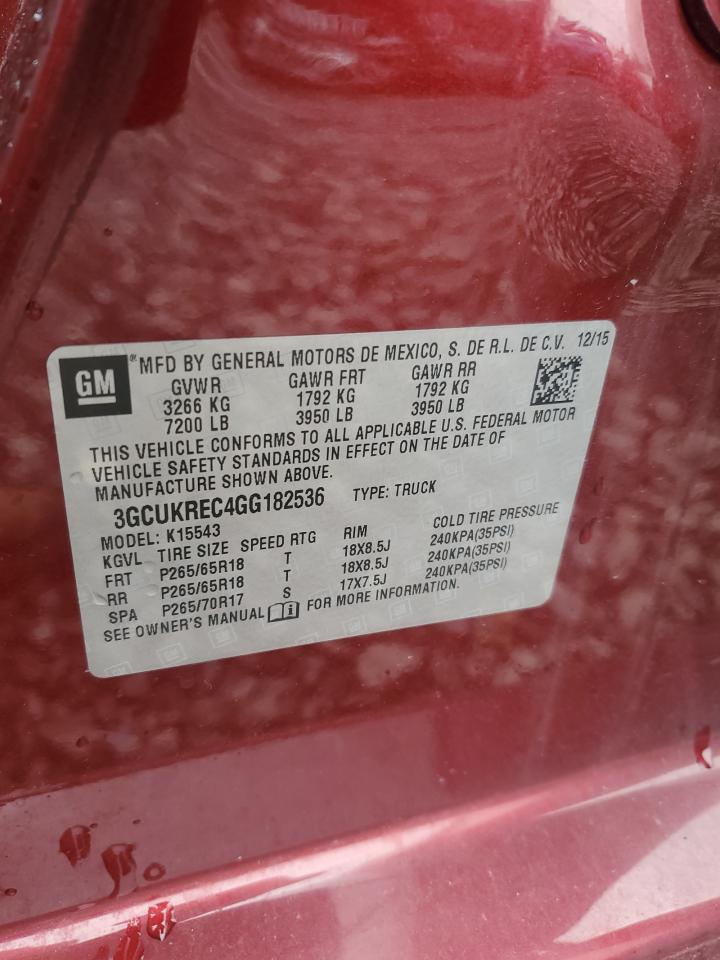 GM ® MFD BY GENERAL MOTORS DE MEXICO, S. DE R.L. DE C.V. 12/15
GVWR GAWR FRT GAWR RR
3266 KG 1792 KG 1792 KG
7200 LB 3950 LB 3950 LB
THIS VEHICLE CONFORMS TO ALL APPLICABLE U.S. FEDERAL MOTOR
VEHICLE SAFETY STANDARDS IN EFFECT ON THE DATE OF
MANUFACTURE SHOWN ABOVE.
3GCUKREC4GG182536 TYPE: TRUCK
MODEL: K15543
KGVL TIRE SIZE SPEED RTG RIM COLD TIRE PRESSURE
FRT P265/65R18 T 18X8.5J 240KPA(35PSI)
RR P265/65R18 T 18X8.5J 240KPA(35PSI)
SPA P265/70R17 S 17X7.5J 240KPA(35PSI)
SEE OWNER'S MANUAL i FOR MORE INFORMATION.